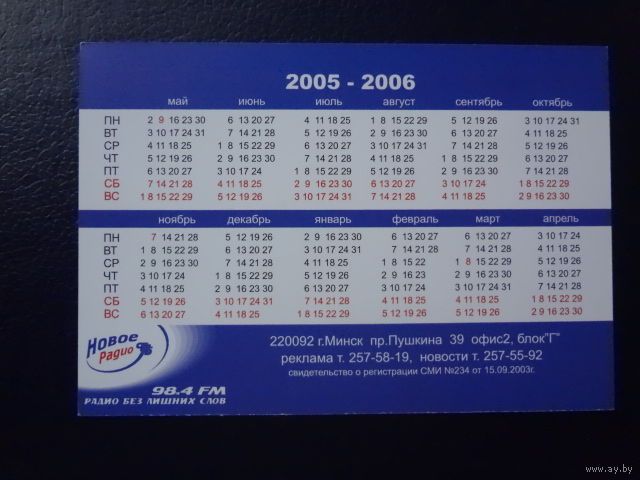 2005 - 2006
май июнь июль август сентябрь октябрь
ПН 2 9 16 23 30 6 13 20 27 4 11 18 25 1 8 15 22 29 5 12 19 26 3 10 17 24 31
ВТ 3 10 17 24 31 7 14 21 28 5 12 19 26 2 9 16 23 30 6 13 20 27 4 11 18 25
СР 4 11 18 25 1 8 15 22 29 6 13 20 27 3 10 17 24 31 7 14 21 28 5 12 19 26
ЧТ 5 12 19 26 2 9 16 23 30 7 14 21 28 4 11 18 25 1 8 15 22 29 6 13 20 27
ПТ 6 13 20 27 3 10 17 24 1 8 15 22 29 5 12 19 26 2 9 16 23 30 7 14 21 28
СБ 7 14 21 28 4 11 18 25 2 9 16 23 30 6 13 20 27 3 10 17 24 1 8 15 22 29
ВС 1 8 15 22 29 5 12 19 26 3 10 17 24 31 7 14 21 28 4 11 18 25 2 9 16 23 30
ноябрь декабрь январь февраль март апрель
ПН 7 14 21 28 5 12 19 26 2 9 16 23 30 6 13 20 27 6 13 20 27 3 10 17 24
ВТ 1 8 15 22 29 6 13 20 27 3 10 17 24 31 7 14 21 28 7 14 21 28 4 11 18 25
СР 2 9 16 23 30 7 14 21 28 4 11 18 25 1 8 15 22 1 8 15 22 29 5 12 19 26
ЧТ 3 10 17 24 1 8 15 22 29 5 12 19 26 2 9 16 23 2 9 16 23 30 6 13 20 27
ПТ 4 11 18 25 2 9 16 23 30 6 13 20 27 3 10 17 24 3 10 17 24 31 7 14 21 28
СБ 5 12 19 26 3 10 17 24 31 7 14 21 28 4 11 18 25 4 11 18 25 1 8 15 22 29
ВС 6 13 20 27 4 11 18 25 1 8 15 22 29 5 12 19 26 5 12 19 26 2 9 16 23 30
Новое
Радио
98.4 FM
РАДИО БЕЗ ЛИШНИХ СЛОВ
220092 г.Минск пр.Пушкина 39 офис2, блок"Г"
реклама т. 257-58-19, новости т. 257-55-92
свидетельство о регистрации СМИ №234 от 15.09.2003г.
www.ay.by